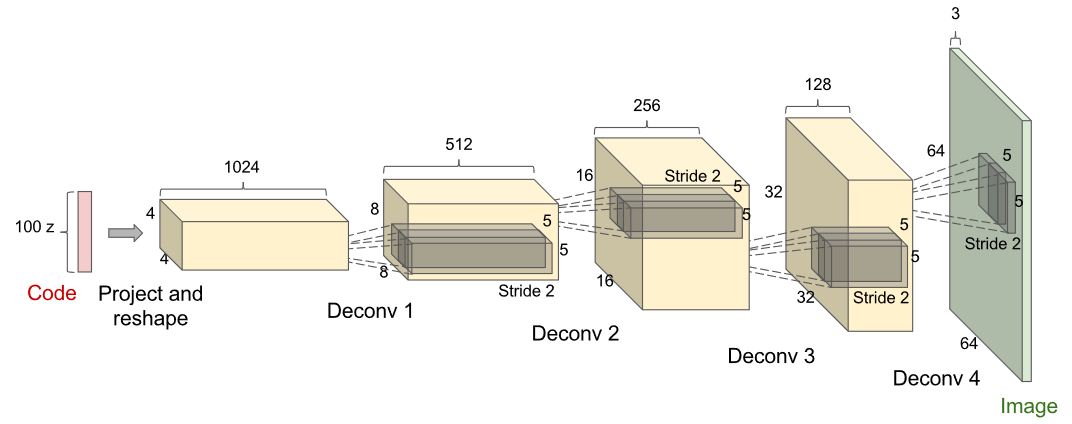 100 z
Code
Project and
reshape
1024
4
4
512
8
8
5
5
Stride 2
Deconv 1
256
16
16
Stride 2
5
5
Deconv 2
128
32
32
5
5
Stride 2
Deconv 3
3
64
64
5
5
Stride 2
Deconv 4
Image